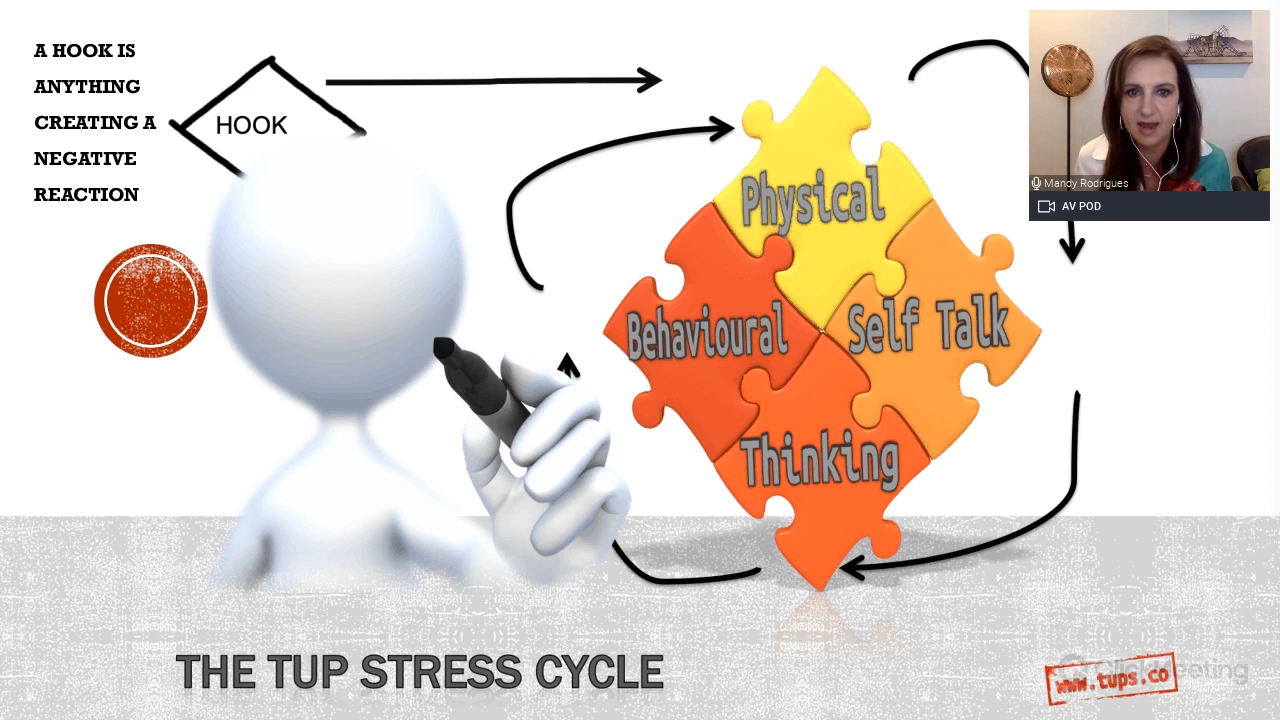 A HOOK IS
ANYTHING
CREATING A
NEGATIVE
REACTION
HOOK
Physical
Behavioural
Self Talk
Thinking
Mandy Rodrigues
AV POD
THE TUP STRESS CYCLE
www.tups.co